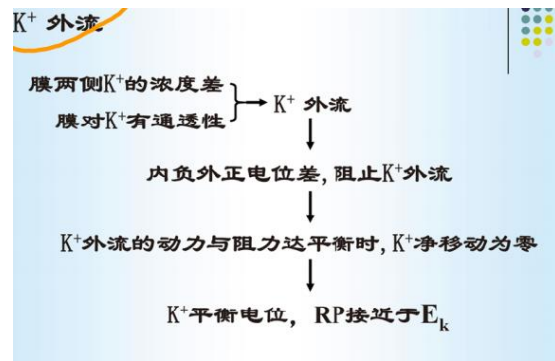 K⁺ 外流
膜两侧K⁺的浓度差
膜对K⁺有通透性
K⁺ 外流
内负外正电位差,阻止K⁺外流
K⁺外流的动力与阻力达平衡时,K⁺净移动为零
K⁺平衡电位, RP接近于Eₖ